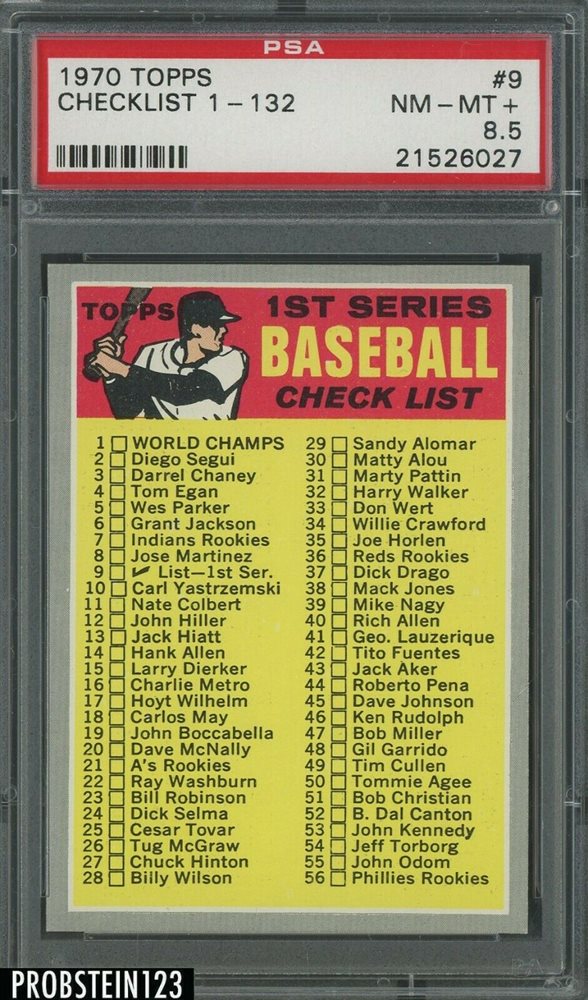 PSA
1970 TOPPS #9
CHECKLIST 1-132 NM-MT+
8.5
21526027
TOPPS 1ST SERIES
BASEBALL
CHECK LIST
1 WORLD CHAMPS
2 Diego Segui
3 Darrel Chaney
4 Tom Egan
5 Wes Parker
6 Grant Jackson
7 Indians Rookies
8 Jose Martinez
9 ✔ List—1st Ser.
10 Carl Yastrzemski
11 Nate Colbert
12 John Hiller
13 Jack Hiatt
14 Hank Allen
15 Larry Dierker
16 Charlie Metro
17 Hoyt Wilhelm
18 Carlos May
19 John Boccabella
20 Dave McNally
21 A's Rookies
22 Ray Washburn
23 Bill Robinson
24 Dick Selma
25 Cesar Tovar
26 Tug McGraw
27 Chuck Hinton
28 Billy Wilson
29 Sandy Alomar
30 Matty Alou
31 Marty Pattin
32 Harry Walker
33 Don Wert
34 Willie Crawford
35 Joe Horlen
36 Reds Rookies
37 Dick Drago
38 Mack Jones
39 Mike Nagy
40 Rich Allen
41 Geo. Lauzerique
42 Tito Fuentes
43 Jack Aker
44 Roberto Pena
45 Dave Johnson
46 Ken Rudolph
47 Bob Miller
48 Gil Garrido
49 Tim Cullen
50 Tommie Agee
51 Bob Christian
52 B. Dal Canton
53 John Kennedy
54 Jeff Torborg
55 John Odom
56 Phillies Rookies
PROBSTEIN123